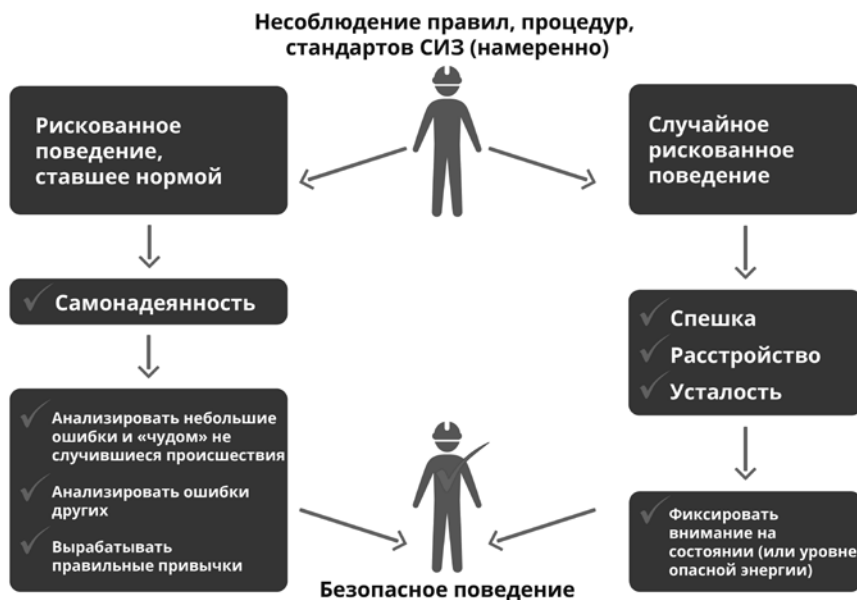 Несоблюдение правил, процедур,
стандартов СИЗ (намеренно)
Рискованное
поведение,
ставшее нормой
Случайное
рискованное
поведение
Самонадеянность
Спешка
Расстройство
Усталость
Анализировать небольшие
ошибки и «чудом» не
случившиеся происшествия
Анализировать ошибки
других
Вырабатывать
правильные привычки
Фиксировать
внимание на
состоянии (или уровне
опасной энергии)
Безопасное поведение